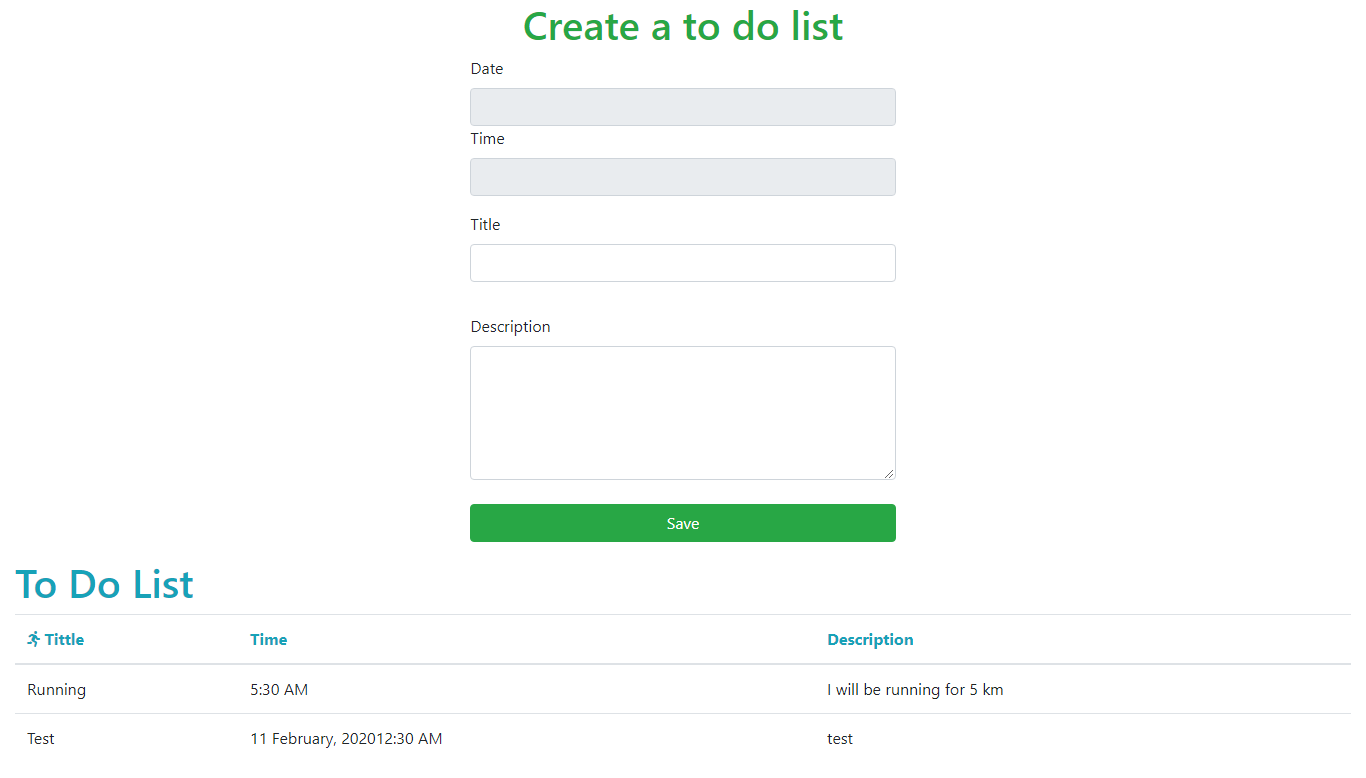 Create a to do list
Date
Time
Title
Description
Save
To Do List
Tittle Time Description
Running 5:30 AM I will be running for 5 km
Test 11 February, 202012:30 AM test